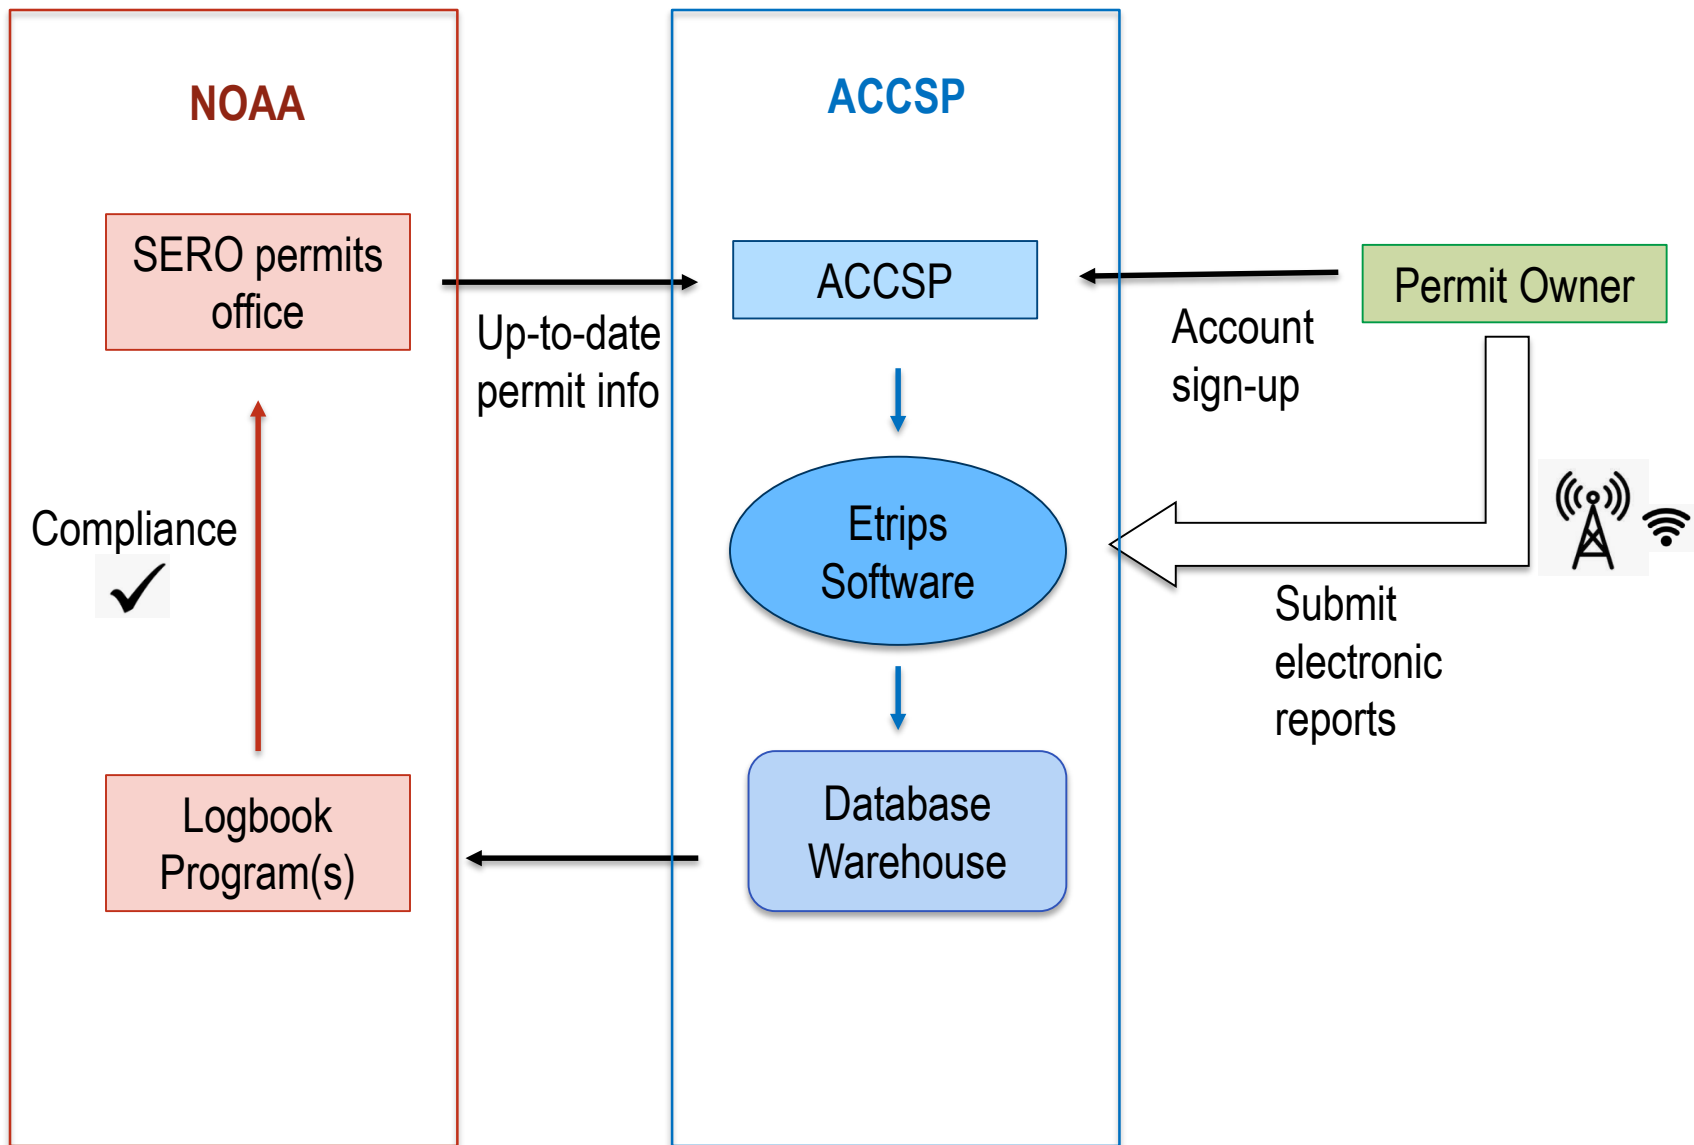 NOAA
ACCSP
SERO permits
office
Up-to-date
permit info
ACCSP
Account
sign-up
Permit Owner
Compliance
Etrips
Software
Submit
electronic
reports
Logbook
Program(s)
Database
Warehouse